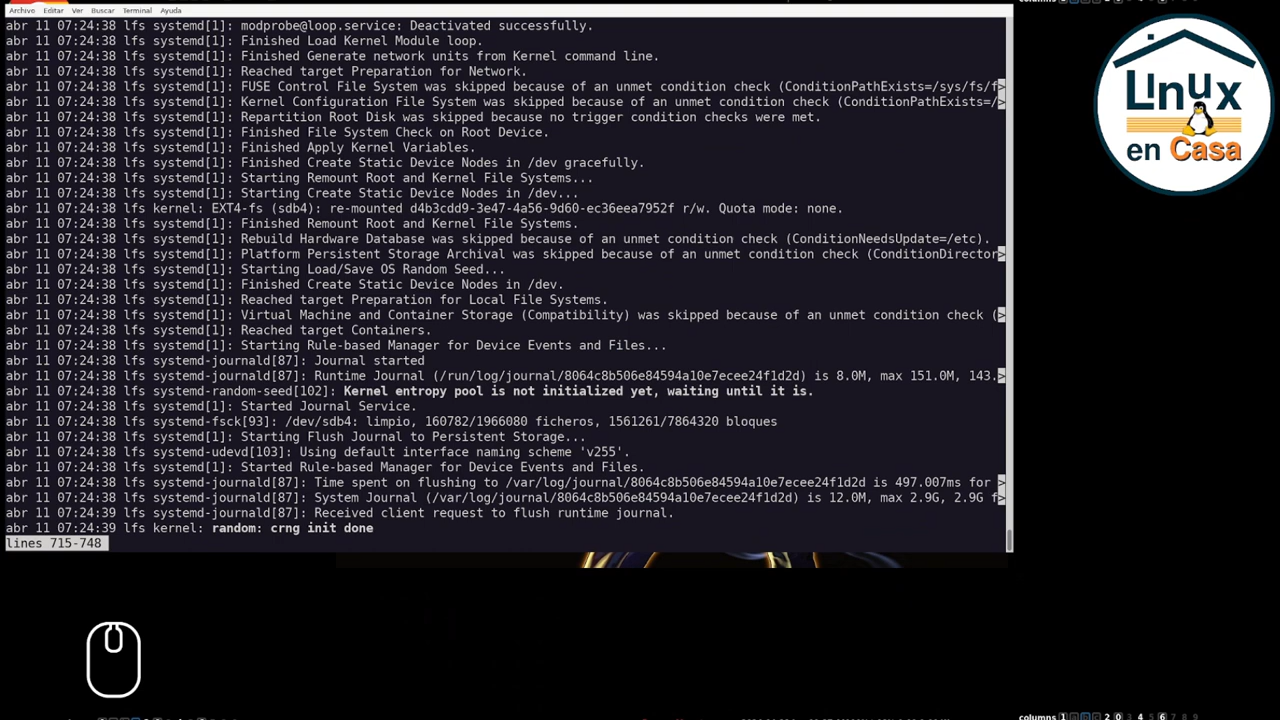 columns 1 2 3 4 5 6 7 8 9
Archivo Editar Ver Buscar Terminal Ayuda
abr 11 07:24:38 lfs systemd[1]: modprobe@loop.service: Deactivated successfully.
abr 11 07:24:38 lfs systemd[1]: Finished Load Kernel Module loop.
abr 11 07:24:38 lfs systemd[1]: Finished Generate network units from Kernel command line.
abr 11 07:24:38 lfs systemd[1]: Reached target Preparation for Network.
abr 11 07:24:38 lfs systemd[1]: FUSE Control File System was skipped because of an unmet condition check (ConditionPathExists=/sys/fs/f>
abr 11 07:24:38 lfs systemd[1]: Kernel Configuration File System was skipped because of an unmet condition check (ConditionPathExists=/>
abr 11 07:24:38 lfs systemd[1]: Repartition Root Disk was skipped because no trigger condition checks were met.
abr 11 07:24:38 lfs systemd[1]: Finished File System Check on Root Device.
abr 11 07:24:38 lfs systemd[1]: Finished Apply Kernel Variables.
abr 11 07:24:38 lfs systemd[1]: Finished Create Static Device Nodes in /dev gracefully.
abr 11 07:24:38 lfs systemd[1]: Starting Remount Root and Kernel File Systems...
abr 11 07:24:38 lfs systemd[1]: Starting Create Static Device Nodes in /dev...
abr 11 07:24:38 lfs kernel: EXT4-fs (sdb4): re-mounted d4b3cdd9-3e47-4a56-9d60-ec36eea7952f r/w. Quota mode: none.
abr 11 07:24:38 lfs systemd[1]: Finished Remount Root and Kernel File Systems.
abr 11 07:24:38 lfs systemd[1]: Rebuild Hardware Database was skipped because of an unmet condition check (ConditionNeedsUpdate=/etc).
abr 11 07:24:38 lfs systemd[1]: Platform Persistent Storage Archival was skipped because of an unmet condition check (ConditionDirector>
abr 11 07:24:38 lfs systemd[1]: Starting Load/Save OS Random Seed...
abr 11 07:24:38 lfs systemd[1]: Finished Create Static Device Nodes in /dev.
abr 11 07:24:38 lfs systemd[1]: Reached target Preparation for Local File Systems.
abr 11 07:24:38 lfs systemd[1]: Virtual Machine and Container Storage (Compatibility) was skipped because of an unmet condition check (>
abr 11 07:24:38 lfs systemd[1]: Reached target Containers.
abr 11 07:24:38 lfs systemd[1]: Starting Rule-based Manager for Device Events and Files...
abr 11 07:24:38 lfs systemd-journald[87]: Journal started
abr 11 07:24:38 lfs systemd-journald[87]: Runtime Journal (/run/log/journal/8064c8b506e84594a10e7ecee24f1d2d) is 8.0M, max 151.0M, 143.>
abr 11 07:24:38 lfs systemd-random-seed[102]: Kernel entropy pool is not initialized yet, waiting until it is.
abr 11 07:24:38 lfs systemd[1]: Started Journal Service.
abr 11 07:24:38 lfs systemd-fsck[93]: /dev/sdb4: limpio, 160782/1966080 ficheros, 1561261/7864320 bloques
abr 11 07:24:38 lfs systemd[1]: Starting Flush Journal to Persistent Storage...
abr 11 07:24:38 lfs systemd-udevd[103]: Using default interface naming scheme 'v255'.
abr 11 07:24:38 lfs systemd[1]: Started Rule-based Manager for Device Events and Files.
abr 11 07:24:38 lfs systemd-journald[87]: Time spent on flushing to /var/log/journal/8064c8b506e84594a10e7ecee24f1d2d is 497.007ms for >
abr 11 07:24:38 lfs systemd-journald[87]: System Journal (/var/log/journal/8064c8b506e84594a10e7ecee24f1d2d) is 12.0M, max 2.9G, 2.9G f>
abr 11 07:24:39 lfs systemd-journald[87]: Received client request to flush runtime journal.
abr 11 07:24:39 lfs kernel: random: crng init done
lines 715-748
Linux
en Casa
columns